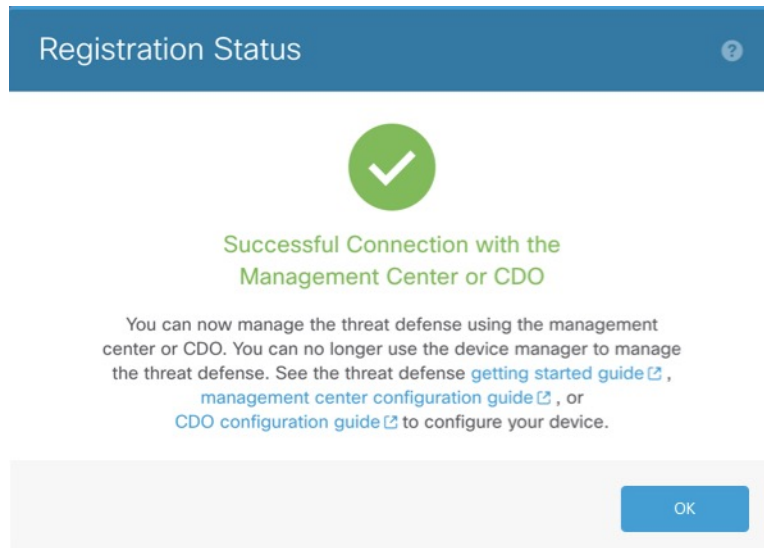 Registration Status
?
Successful Connection with the
Management Center or CDO
You can now manage the threat defense using the management
center or CDO. You can no longer use the device manager to manage
the threat defense. See the threat defense getting started guide ,
management center configuration guide , or
CDO configuration guide to configure your device.
OK